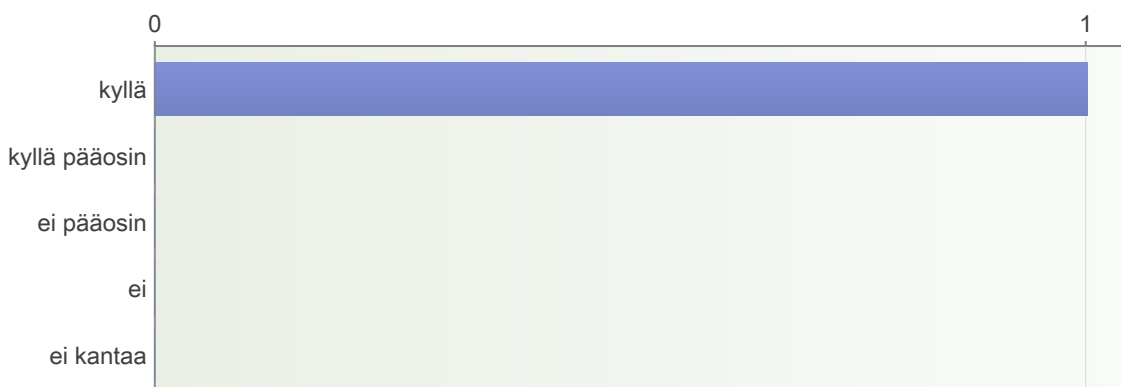 0 1
kyllä
kyllä pääosin
ei pääosin
ei
ei kantaa